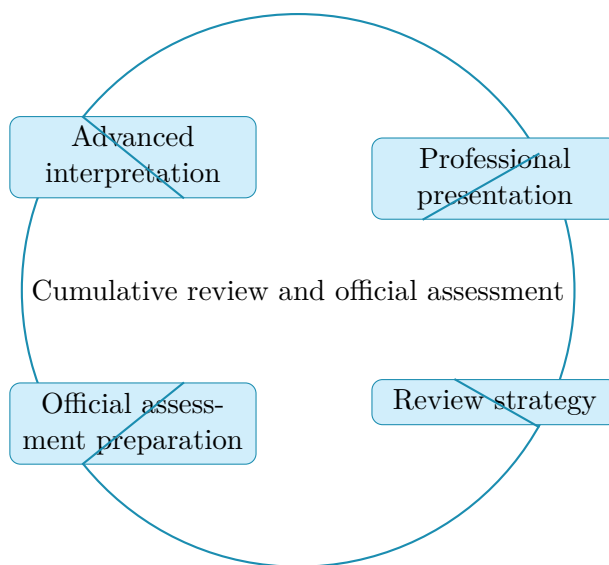 Advanced
interpretation
Professional
presentation
Cumulative review and official assessment
Official assess-
ment preparation
Review strategy